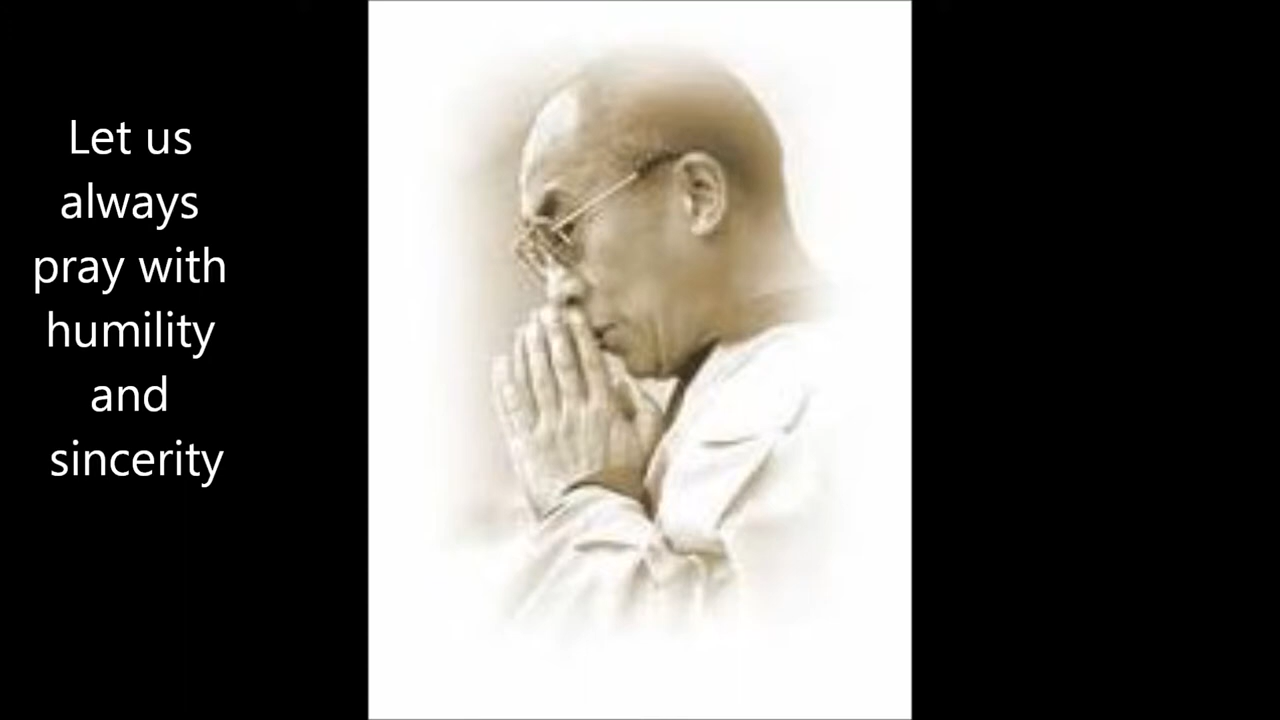 Let us
always
pray with
humility
and
sincerity